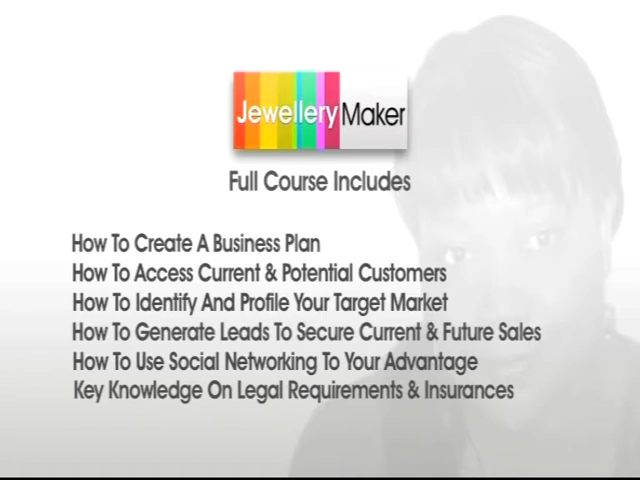 Jewellery Maker
Full Course Includes
How To Create A Business Plan
How To Access Current & Potential Customers
How To Identify And Profile Your Target Market
How To Generate Leads To Secure Current & Future Sales
How To Use Social Networking To Your Advantage
Key Knowledge On Legal Requirements & Insurances